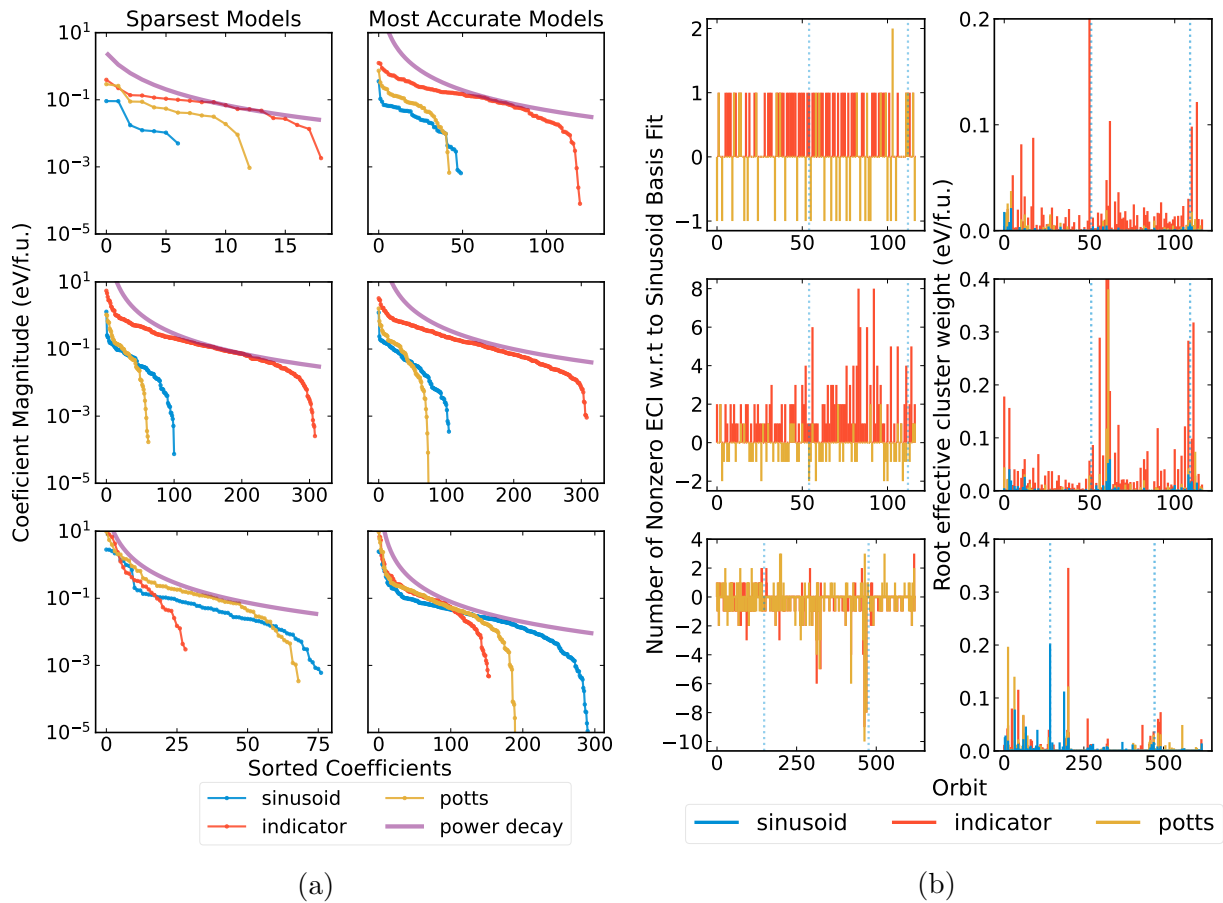 Sparsest Models
Most Accurate Models
Coefficient Magnitude (eV/f.u.)
10^1
10^-1
10^-3
10^-5
0 5 10 15
0 50 100
10^1
10^-1
10^-3
10^-5
0 100 200 300
0 100 200 300
10^1
10^-1
10^-3
10^-5
0 25 50 75
0 100 200 300
Sorted Coefficients
sinusoid
indicator
potts
power decay
(a)
Number of Nonzero ECI w.r.t to Sinusoid Basis Fit
2
1
0
−1
0 50 100
8
6
4
2
0
−2
0 50 100
4
2
0
−2
−4
−6
−8
−10
0 250 500
Root effective cluster weight (eV/f.u.)
0.2
0.1
0.0
0 50 100
0.4
0.3
0.2
0.1
0.0
0 50 100
0.4
0.3
0.2
0.1
0.0
0 250 500
Orbit
sinusoid
indicator
potts
(b)